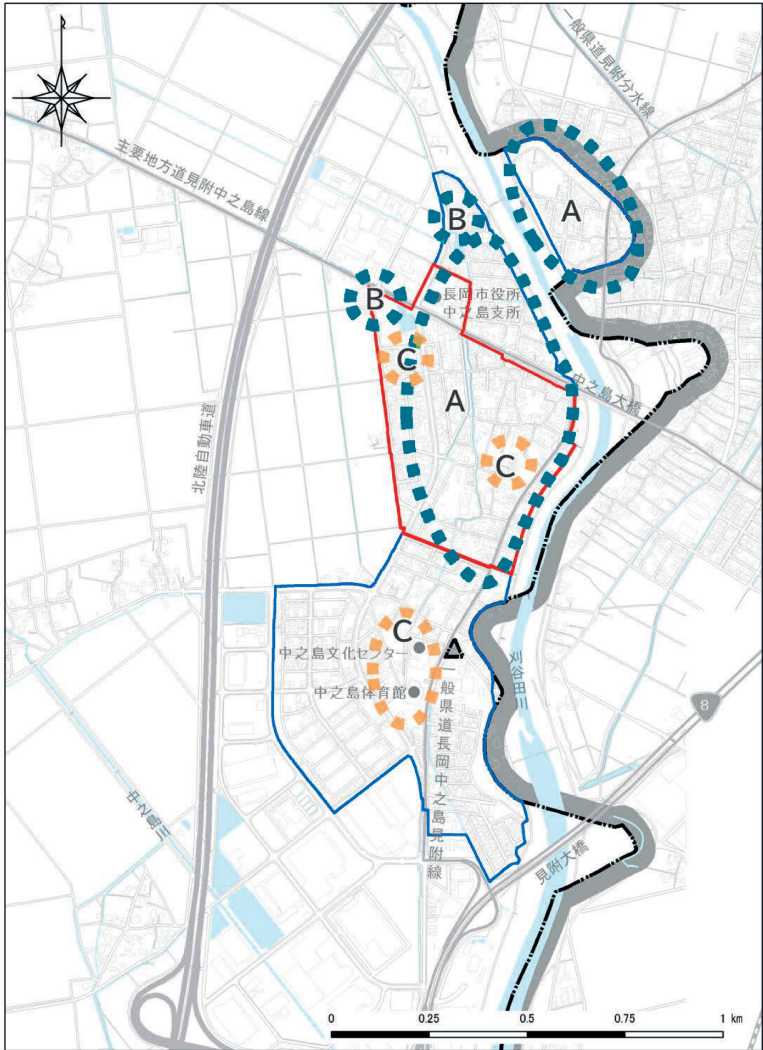 一般県道見附分水線
主要地方道見附中之島線
A
B
長岡市役所
中之島支所
B
C
中之島大橋
A
北陸自動車道
C
C
中之島文化センター
中之島体育館
刈谷田川
8
一般県道長岡中之島見附線
中之島川
見附大橋
0 0.25 0.5 0.75 1 km